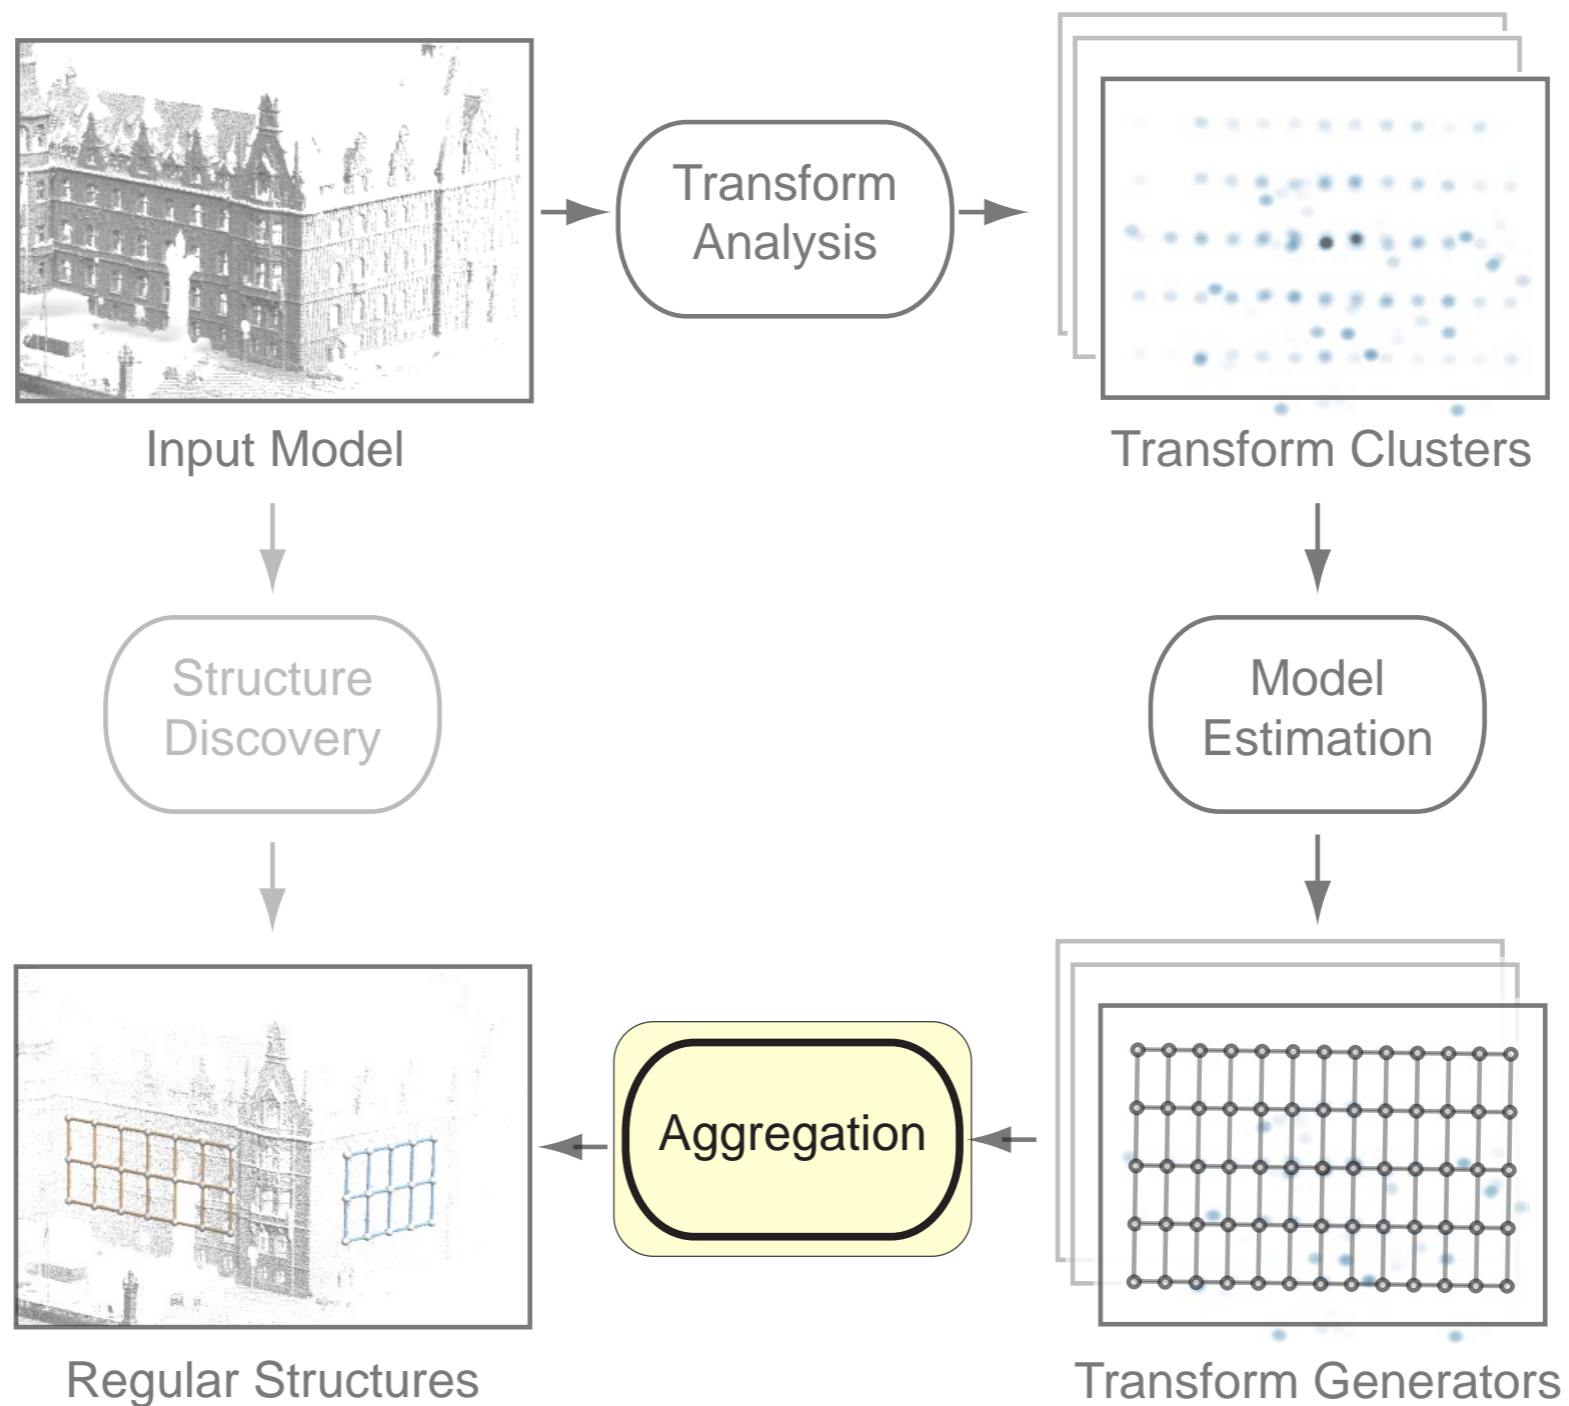 Transform
Analysis
Input Model
Transform Clusters
Structure
Discovery
Model
Estimation
Aggregation
Regular Structures
Transform Generators